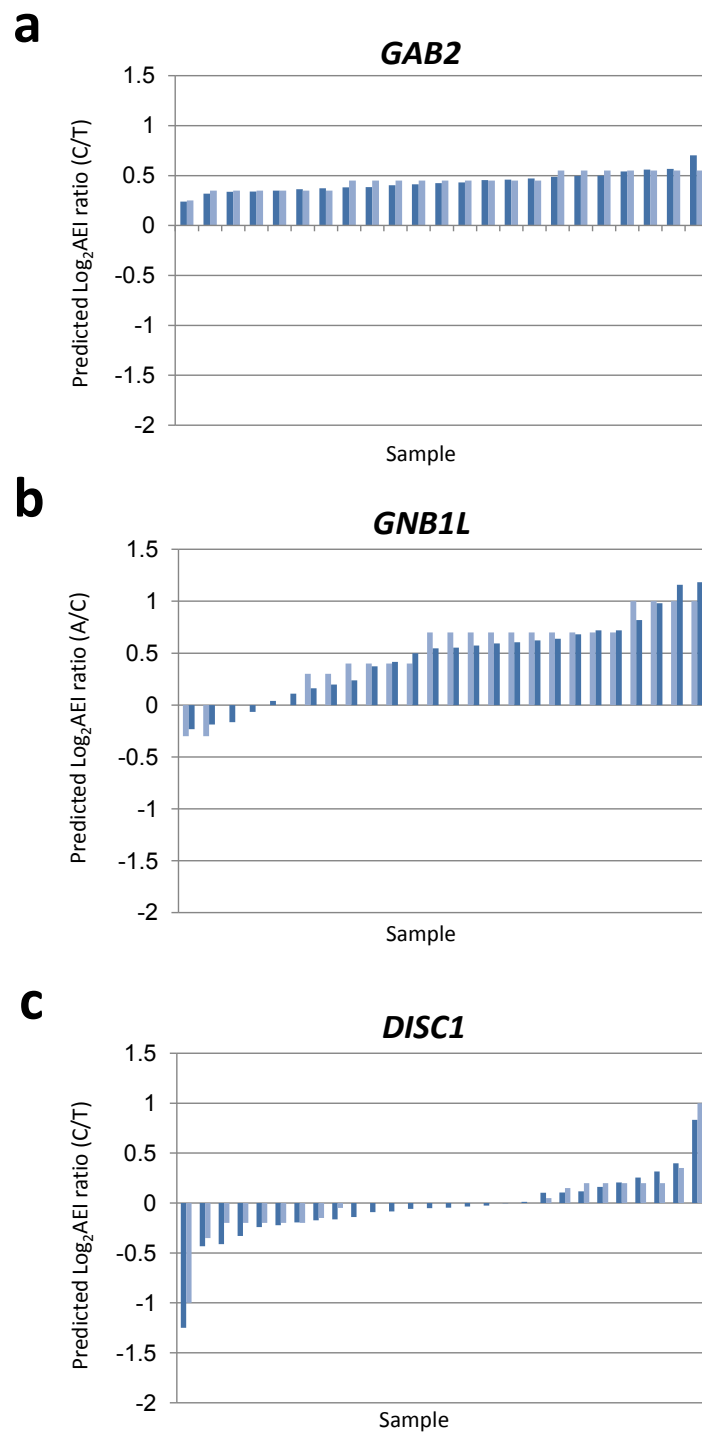 a
GAB2
Predicted Log₂AEI ratio (C/T)
1.5
1
0.5
0
-0.5
-1
-1.5
-2
Sample
b
GNB1L
Predicted Log₂AEI ratio (A/C)
1.5
1
0.5
0
-0.5
-1
-1.5
-2
Sample
c
DISC1
Predicted Log₂AEI ratio (C/T)
1.5
1
0.5
0
-0.5
-1
-1.5
-2
Sample